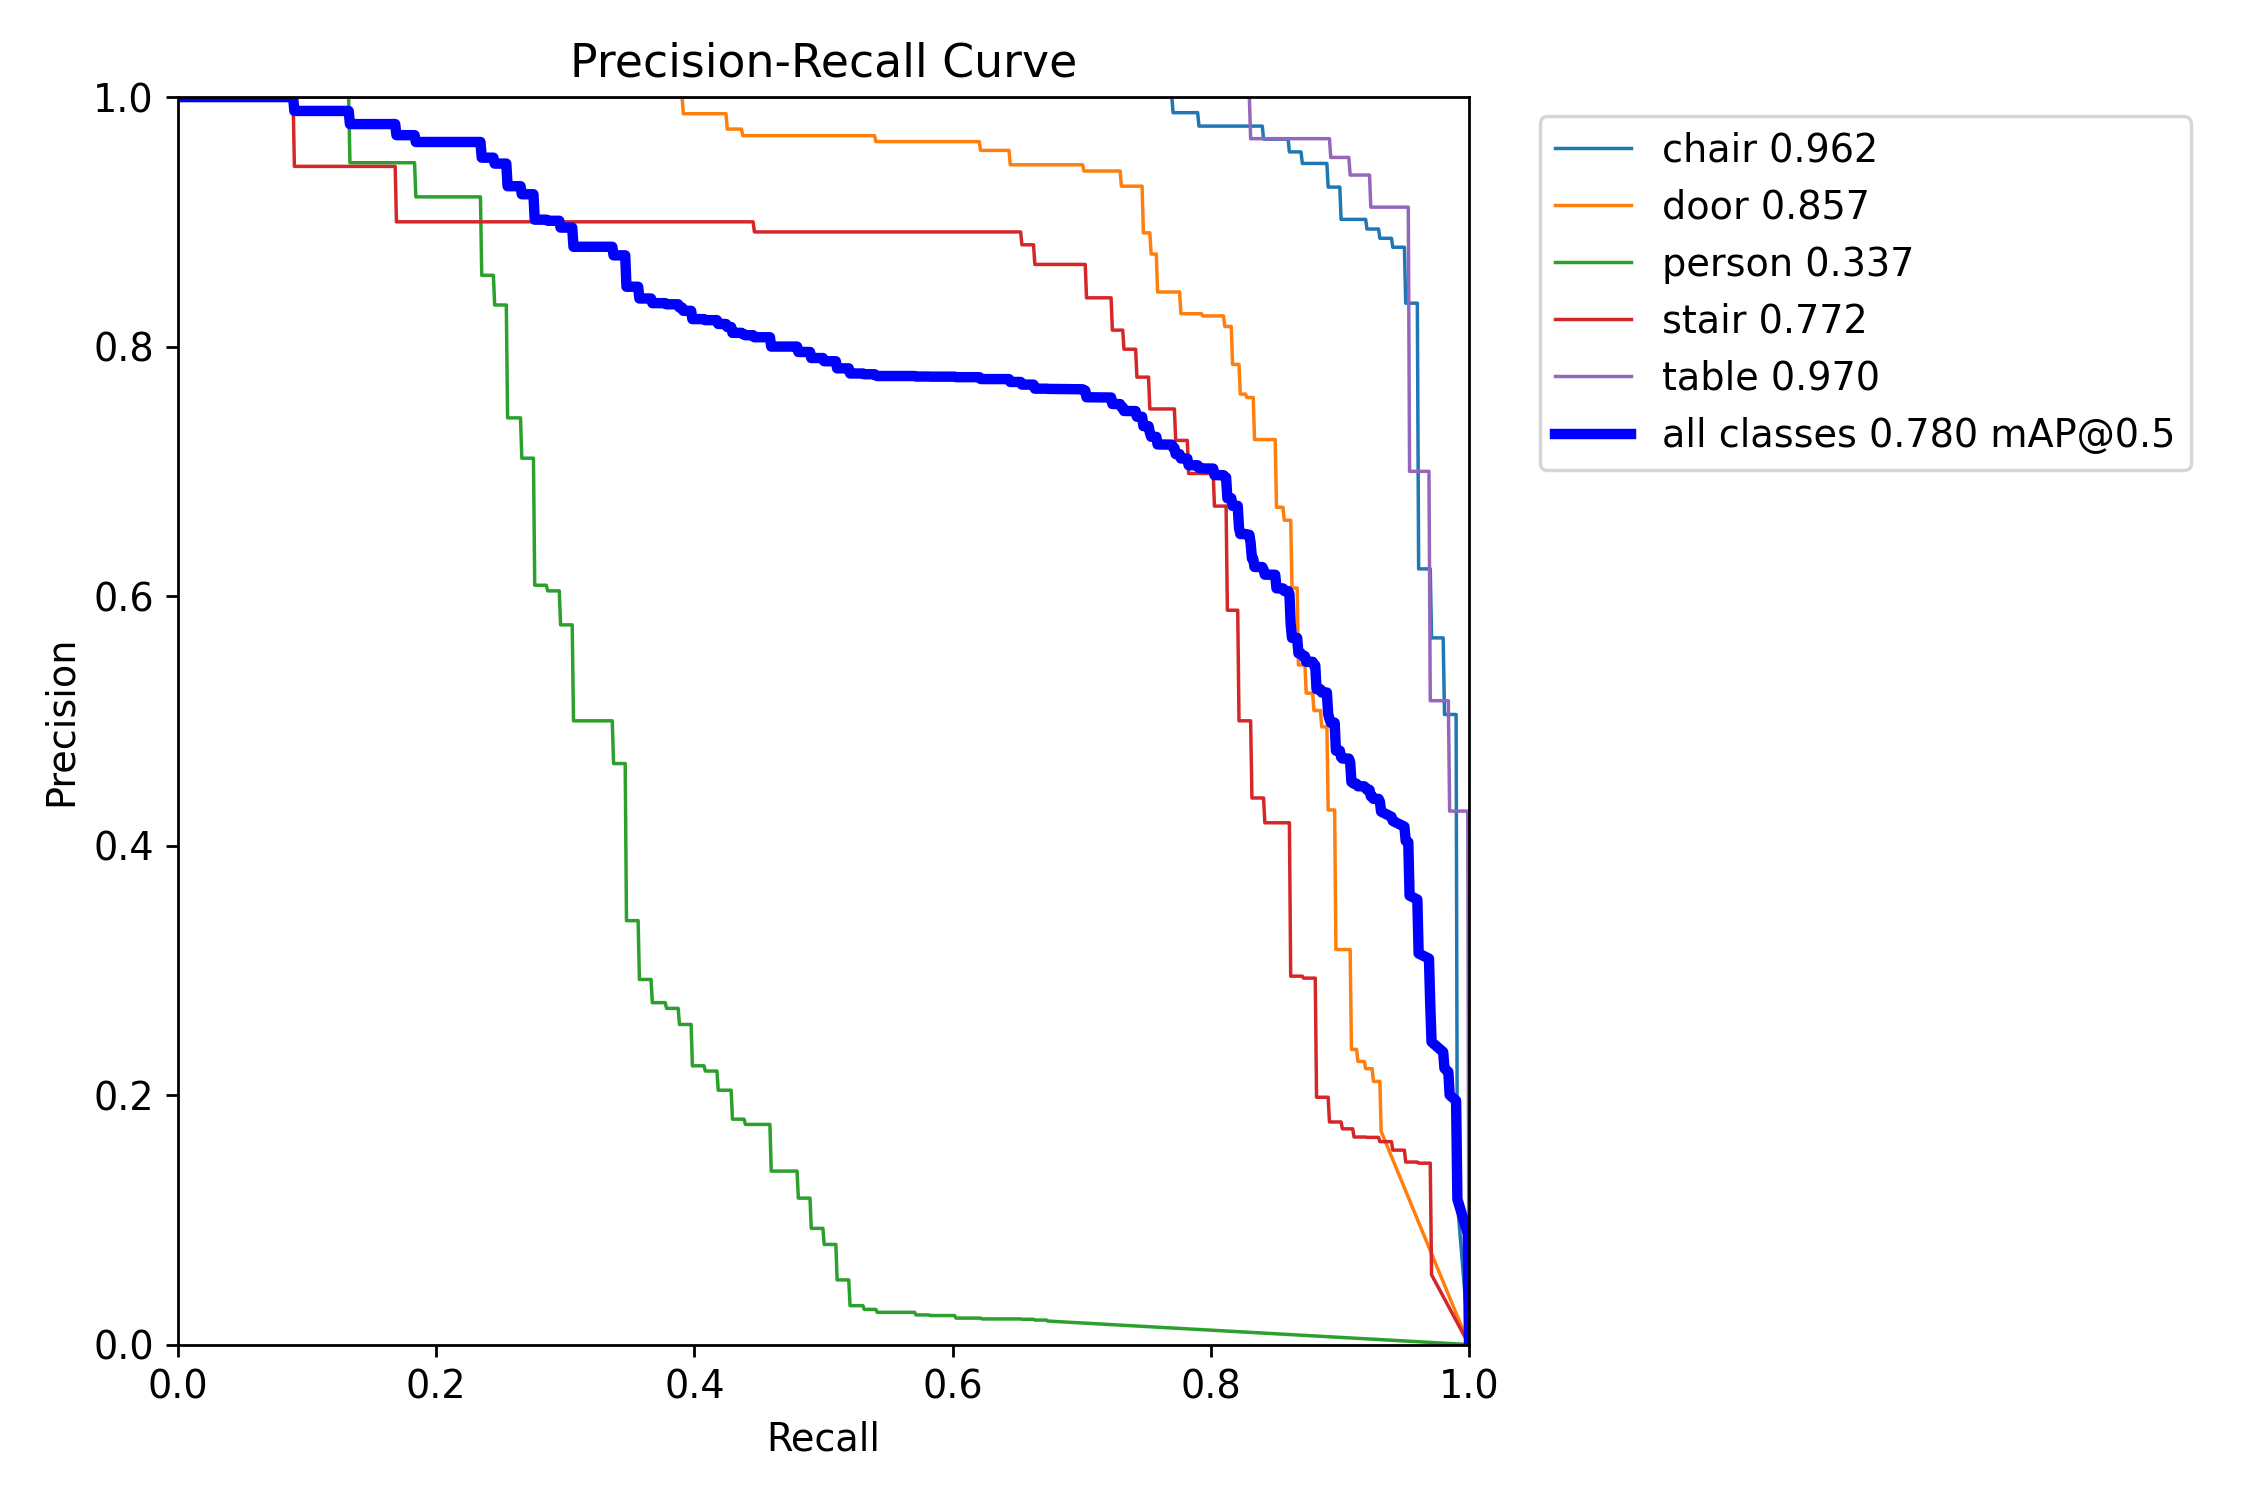 Precision-Recall Curve
1.0
0.8
0.6
0.4
0.2
0.0
Precision
0.0 0.2 0.4 0.6 0.8 1.0
Recall
chair 0.962
door 0.857
person 0.337
stair 0.772
table 0.970
all classes 0.780 mAP@0.5